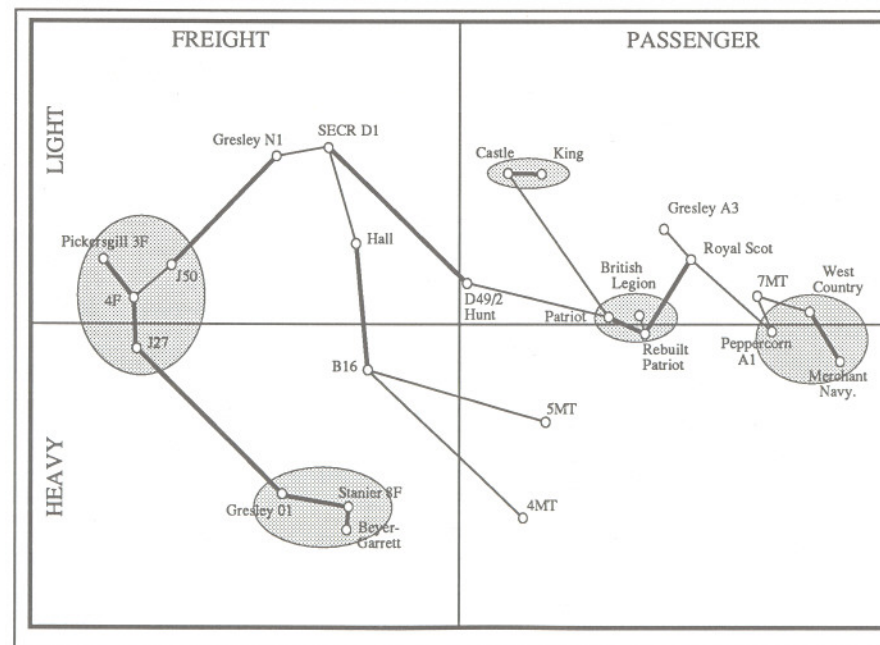 FREIGHT
PASSENGER
LIGHT
HEAVY
SECR D1
Gresley N1
Castle
King
Gresley A3
Pickersgill 3F
J50
Hall
Royal Scot
British
Legion
7MT
West
Country
4F
D49/2
Hunt
Patriot
J27
Rebuilt
Patriot
Peppercorn
A1
B16
Merchant
Navy.
5MT
Gresley 01
Stanier 8F
4MT
Beyer-
Garrett